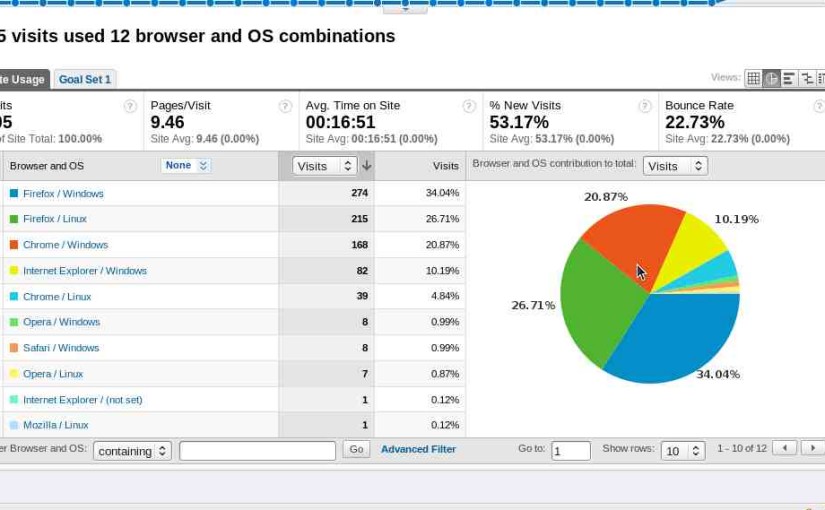 5 visits used 12 browser and OS combinations
te Usage Goal Set 1 Views:
its Pages/Visit Avg. Time on Site % New Visits Bounce Rate
05 9.46 00:16:51 53.17% 22.73%
of Site Total: 100.00% Site Avg: 9.46 (0.00%) Site Avg: 00:16:51 (0.00%) Site Avg: 53.17% (0.00%) Site Avg: 22.73% (0.00%)
Browser and OS None Visits Visits Browser and OS contribution to total: Visits
Firefox / Windows 274 34.04%
Firefox / Linux 215 26.71%
Chrome / Windows 168 20.87%
Internet Explorer / Windows 82 10.19%
Chrome / Linux 39 4.84%
Opera / Windows 8 0.99%
Safari / Windows 8 0.99%
Opera / Linux 7 0.87%
Internet Explorer / (not set) 1 0.12%
Mozilla / Linux 1 0.12%
20.87%
10.19%
26.71%
34.04%
er Browser and OS: containing Go Advanced Filter Go to: 1 Show rows: 10 1 - 10 of 12